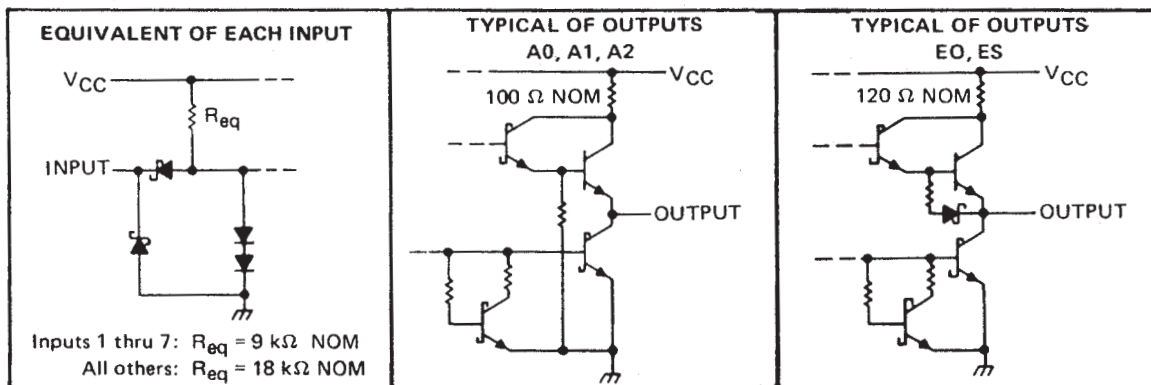 EQUIVALENT OF EACH INPUT
VCC
Req
INPUT
Inputs 1 thru 7: Req = 9 kΩ NOM
All others: Req = 18 kΩ NOM
TYPICAL OF OUTPUTS
A0, A1, A2
VCC
100 Ω NOM
OUTPUT
TYPICAL OF OUTPUTS
EO, ES
VCC
120 Ω NOM
OUTPUT